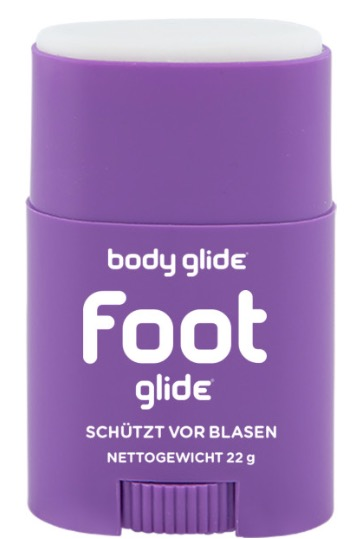 body glide®
Foot
glide®
SCHÜTZT VOR BLASEN
NETTOGEWICHT 22 g